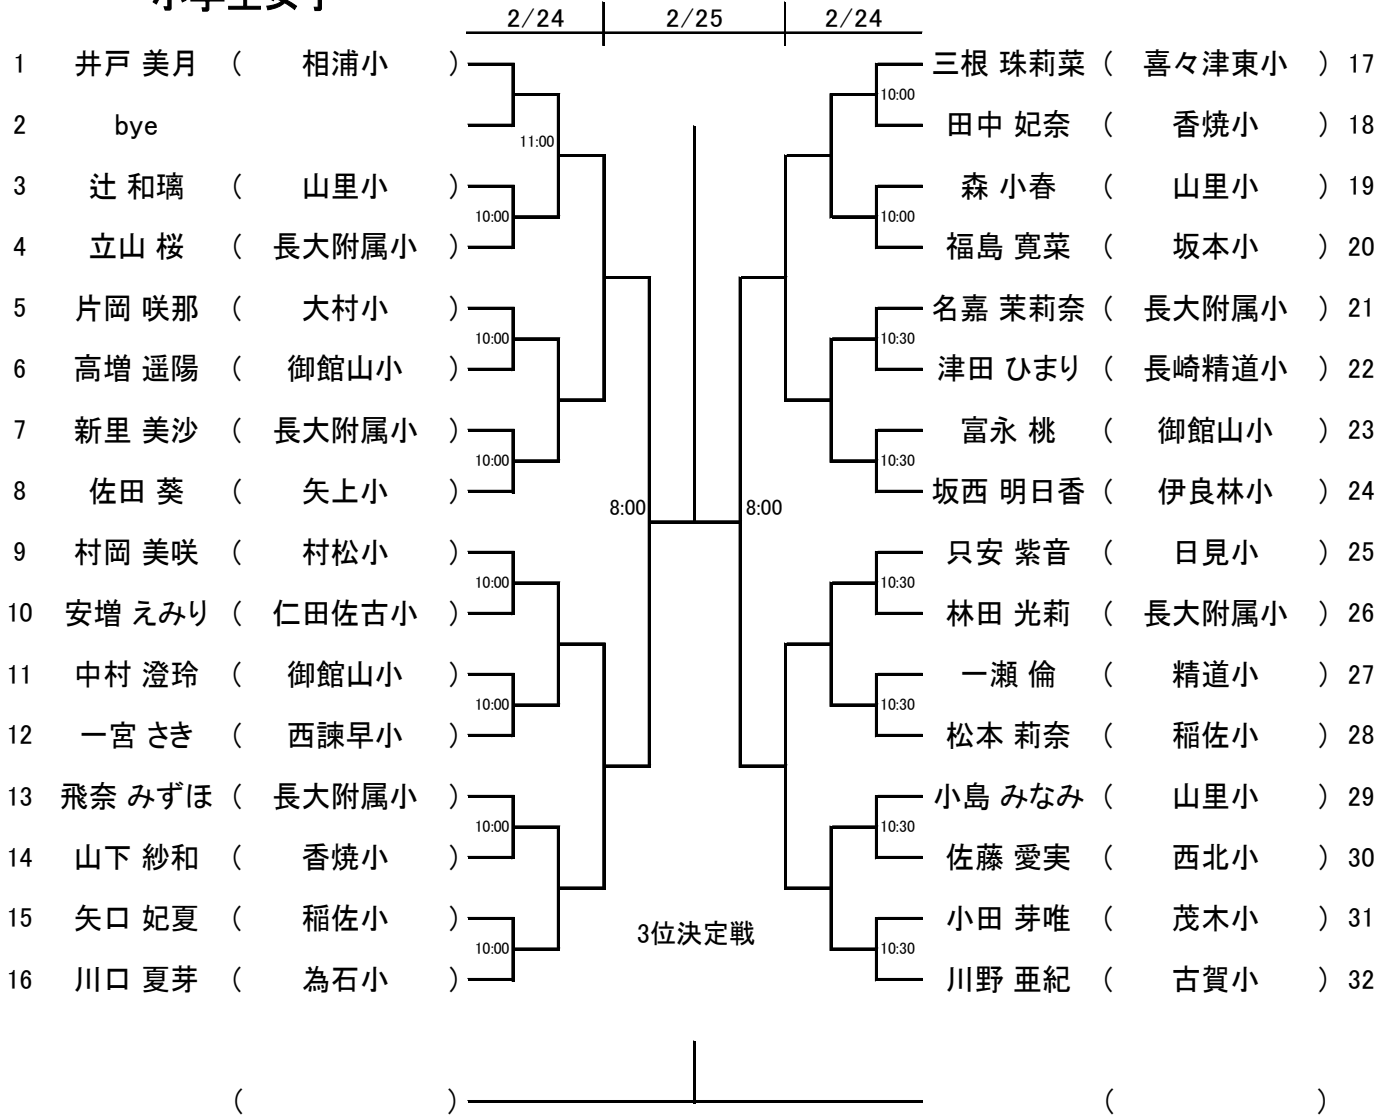 小学生女子
2/24 2/25 2/24
1 井戸 美月 ( 相浦小 ) 三根 珠莉菜 ( 喜々津東小 ) 17
10:00
2 bye 田中 妃奈 ( 香焼小 ) 18
11:00
3 辻 和璃 ( 山里小 ) 森 小春 ( 山里小 ) 19
10:00 10:00
4 立山 桜 ( 長大附属小 ) 福島 寛菜 ( 坂本小 ) 20
5 片岡 咲那 ( 大村小 ) 名嘉 茉莉奈 ( 長大附属小 ) 21
10:00 10:30
6 高増 遥陽 ( 御館山小 ) 津田 ひまり ( 長崎精道小 ) 22
7 新里 美沙 ( 長大附属小 ) 富永 桃 ( 御館山小 ) 23
10:00 10:30
8 佐田 葵 ( 矢上小 ) 坂西 明日香 ( 伊良林小 ) 24
8:00 8:00
9 村岡 美咲 ( 村松小 ) 只安 紫音 ( 日見小 ) 25
10:00 10:30
10 安増 えみり ( 仁田佐古小 ) 林田 光莉 ( 長大附属小 ) 26
11 中村 澄玲 ( 御館山小 ) 一瀬 倫 ( 精道小 ) 27
10:00 10:30
12 一宮 さき ( 西諫早小 ) 松本 莉奈 ( 稲佐小 ) 28
13 飛奈 みずほ ( 長大附属小 ) 小島 みなみ ( 山里小 ) 29
10:00 10:30
14 山下 紗和 ( 香焼小 ) 佐藤 愛実 ( 西北小 ) 30
15 矢口 妃夏 ( 稲佐小 ) 小田 芽唯 ( 茂木小 ) 31
3位決定戦
10:00 10:30
16 川口 夏芽 ( 為石小 ) 川野 亜紀 ( 古賀小 ) 32
( ) ( )